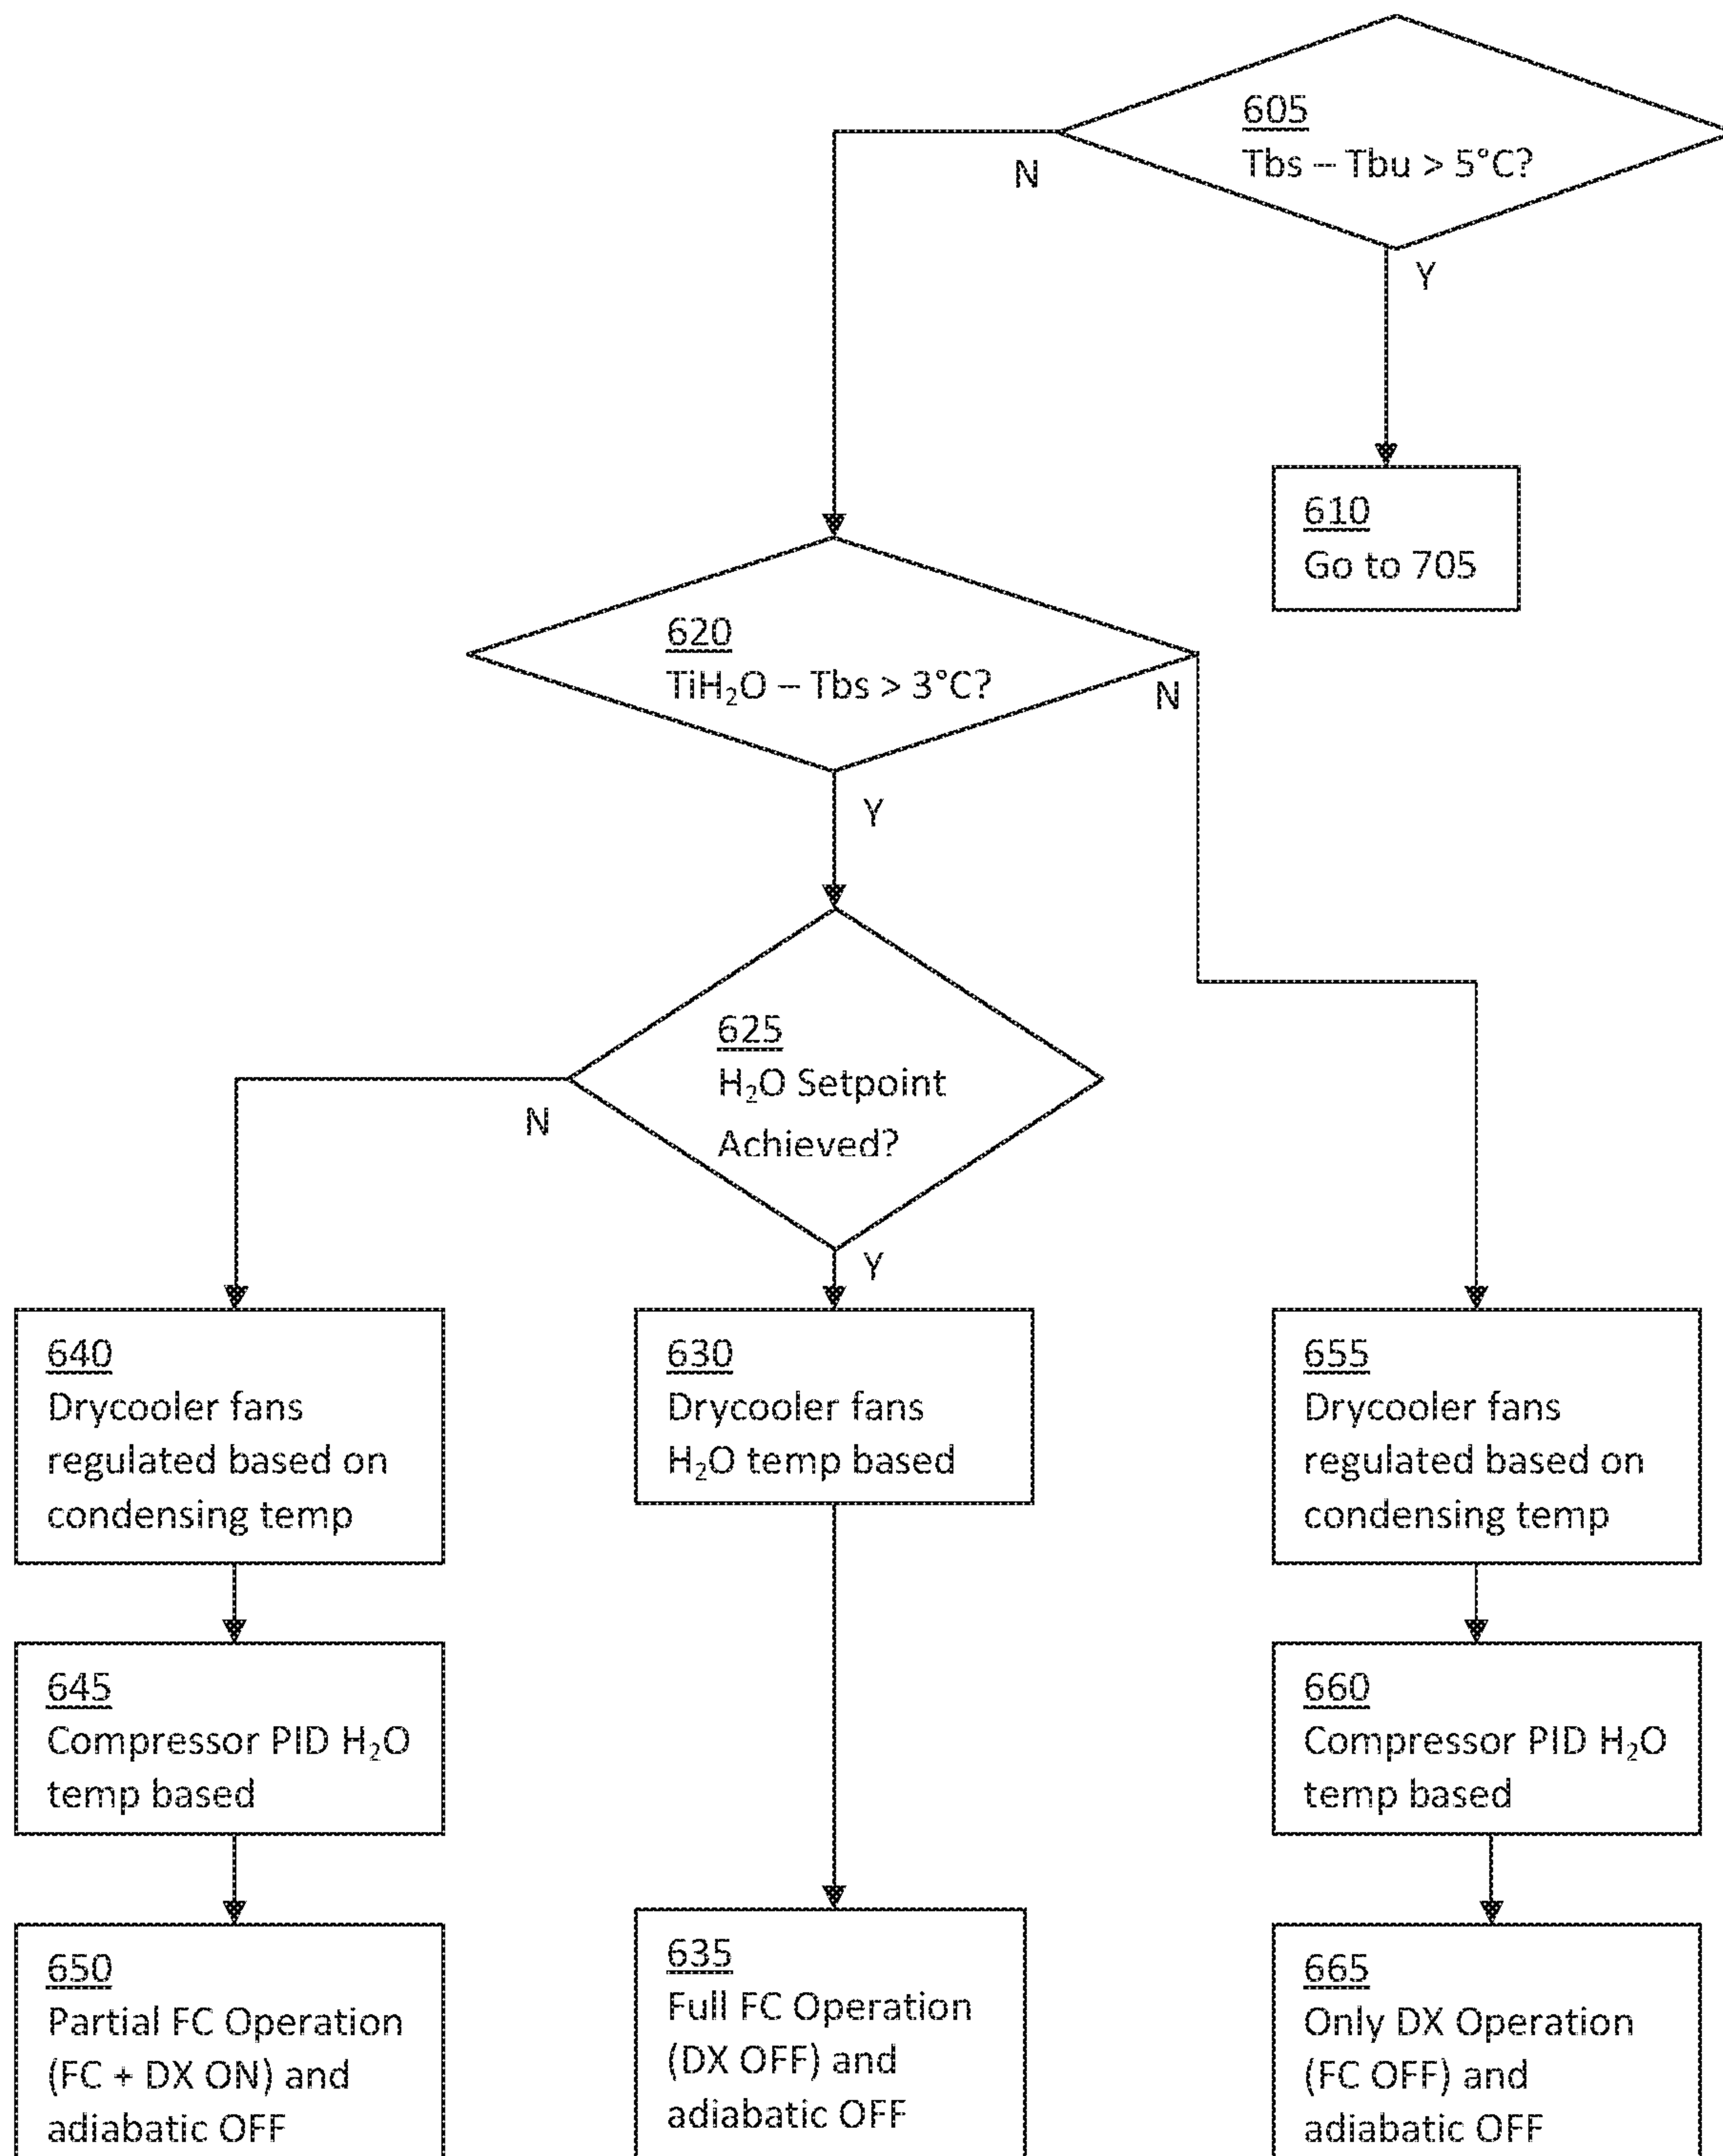 605
Tbs – Tbu > 5°C?
N
Y
610
Go to 705
620
TiH₂O – Tbs > 3°C?
N
Y
625
H₂O Setpoint
Achieved?
N
Y
640
Drycooler fans
regulated based on
condensing temp
630
Drycooler fans
H₂O temp based
655
Drycooler fans
regulated based on
condensing temp
645
Compressor PID H₂O
temp based
660
Compressor PID H₂O
temp based
650
Partial FC Operation
(FC + DX ON) and
adiabatic OFF
635
Full FC Operation
(DX OFF) and
adiabatic OFF
665
Only DX Operation
(FC OFF) and
adiabatic OFF